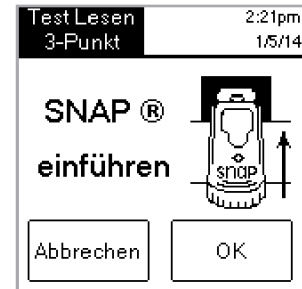 Test Lesen
3-Punkt
2:21pm
1/5/14
SNAP ®
einführen
snap
Abbrechen
OK